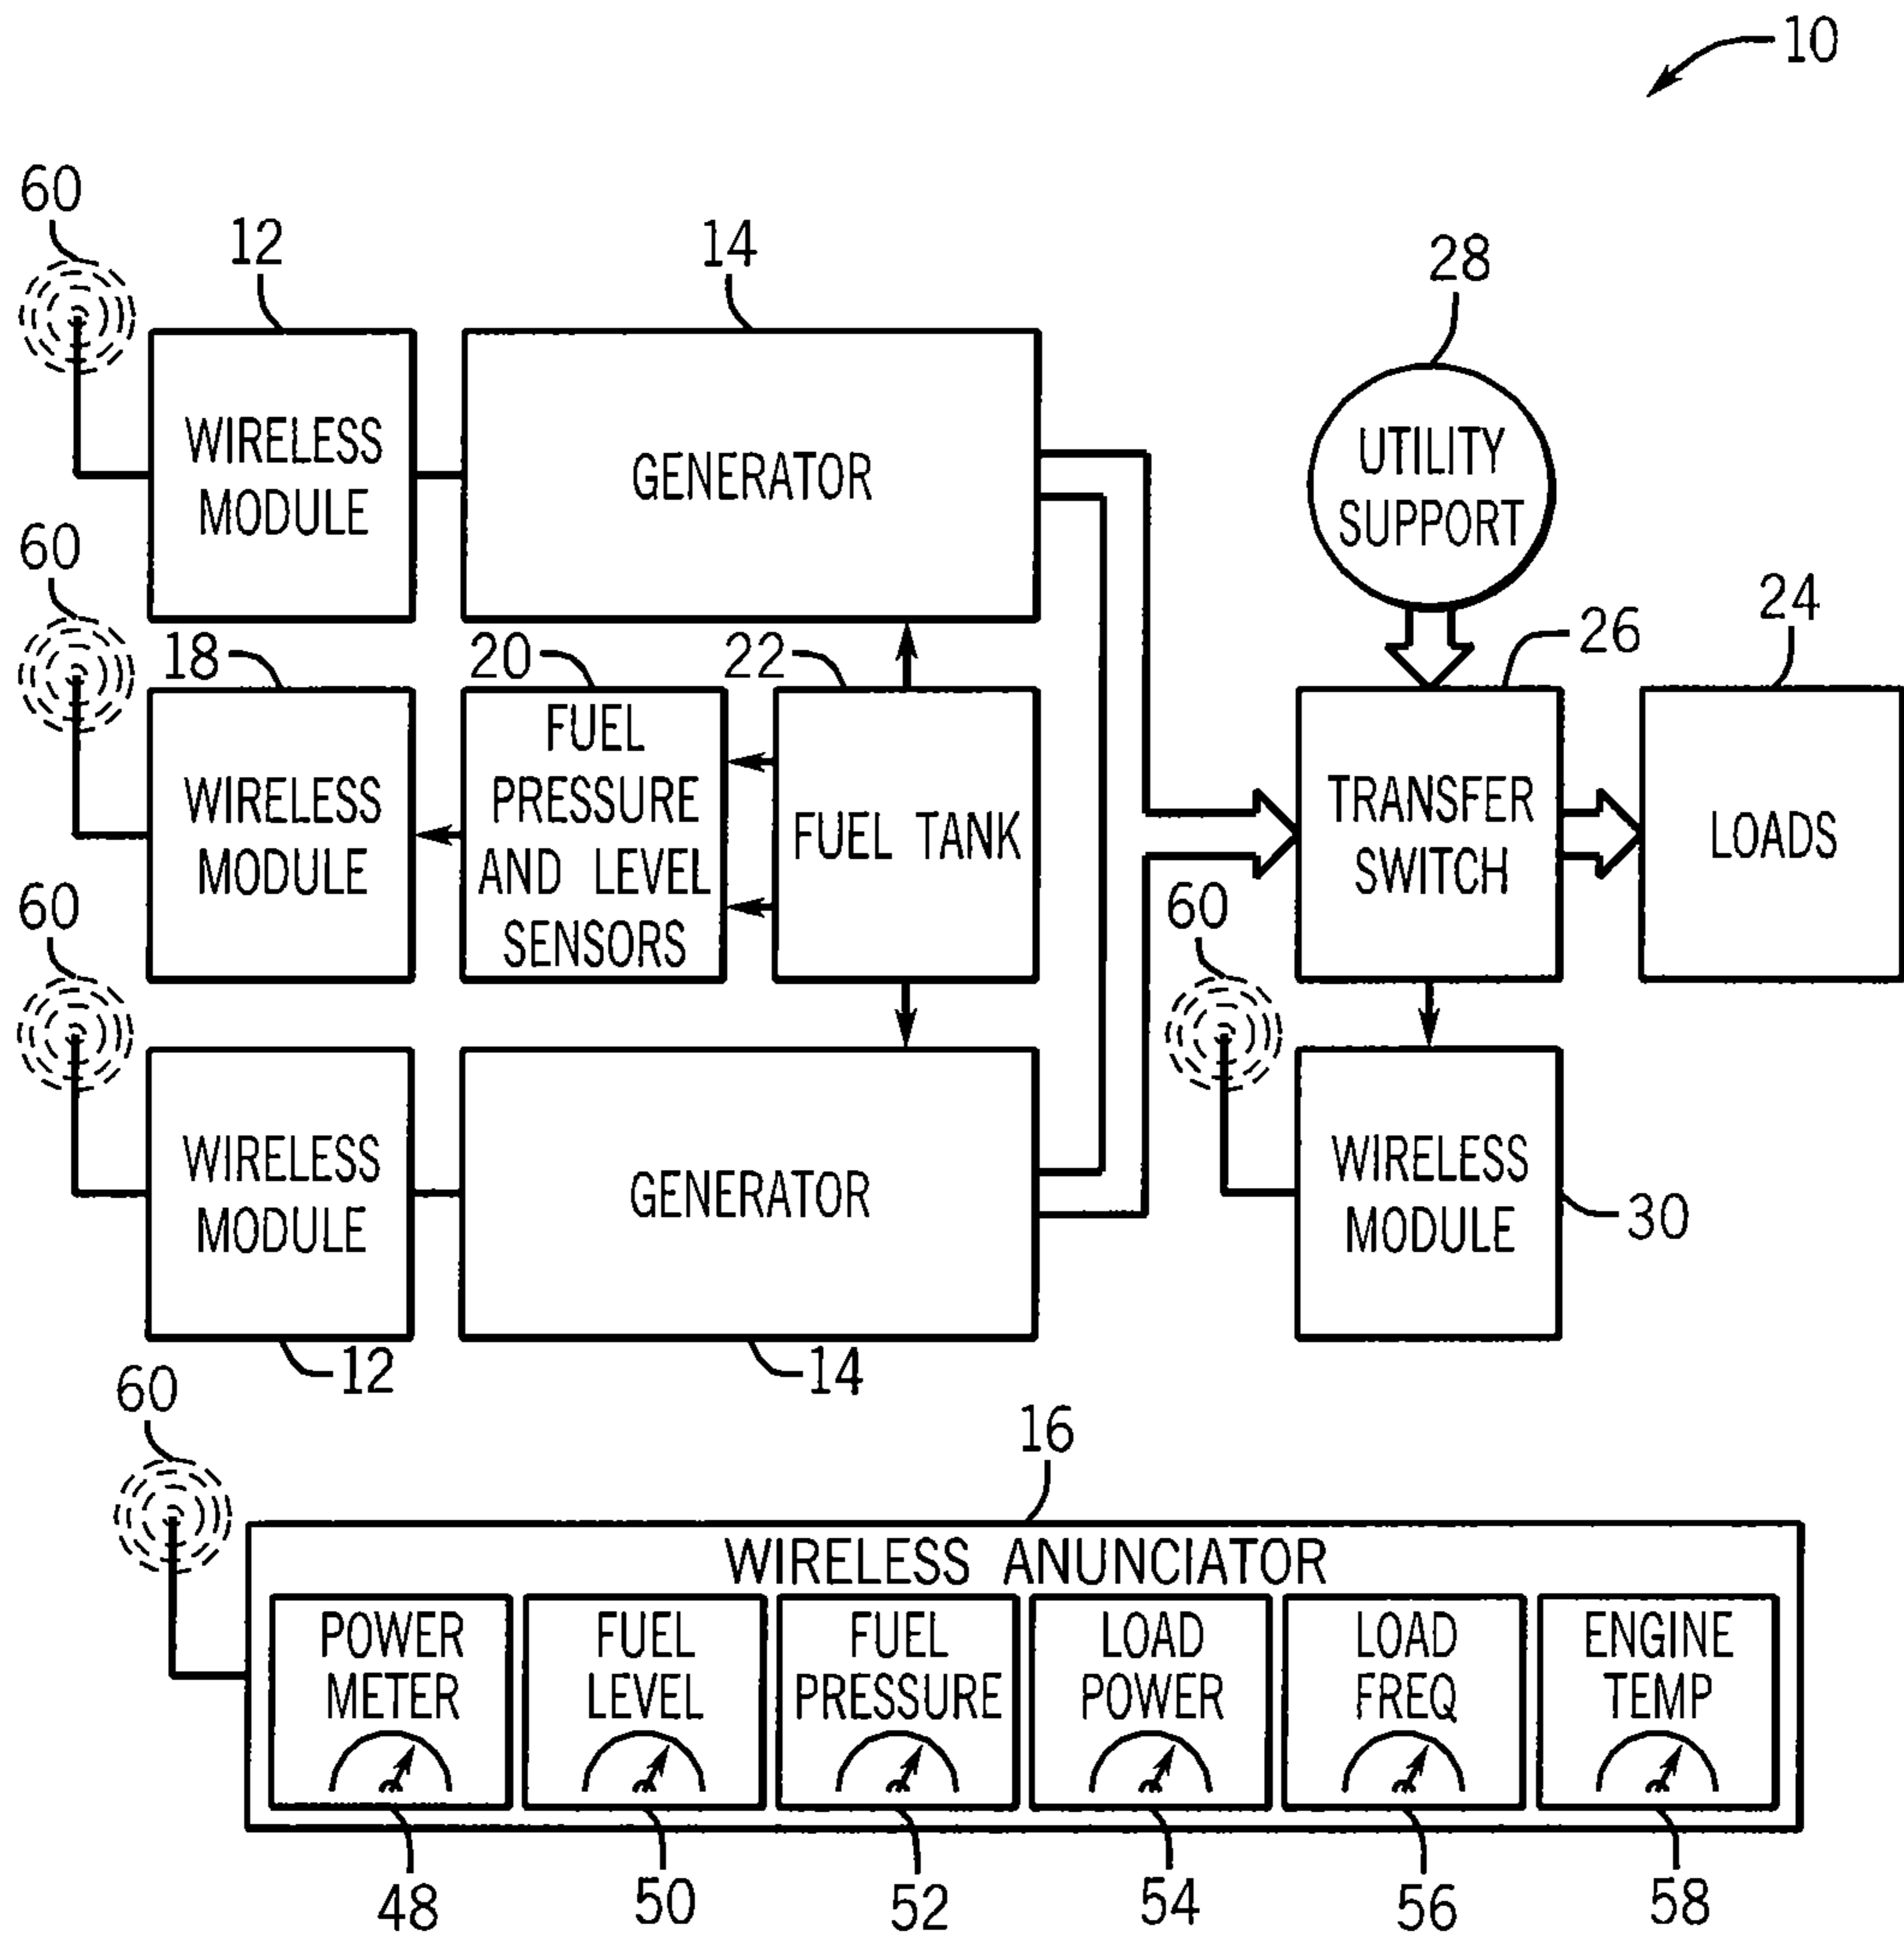 10
60
12
14
28
WIRELESS
MODULE
GENERATOR
UTILITY
SUPPORT
60
18
20
22
26
24
WIRELESS
MODULE
FUEL
PRESSURE
AND LEVEL
SENSORS
FUEL TANK
TRANSFER
SWITCH
LOADS
60
60
WIRELESS
MODULE
GENERATOR
WIRELESS
MODULE
30
12
14
60
16
WIRELESS ANUNCIATOR
POWER
METER
FUEL
LEVEL
FUEL
PRESSURE
LOAD
POWER
LOAD
FREQ
ENGINE
TEMP
48
50
52
54
56
58